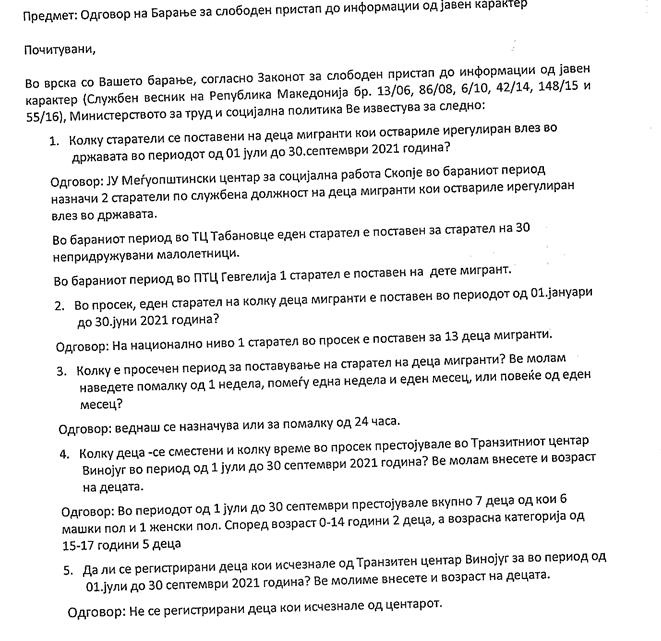 Предмет: Одговор на Барање за слободен пристап до информации од јавен карактер
Почитувани,
Во врска со Вашето барање, согласно Законот за слободен пристап до информации од јавен
карактер (Службен весник на Република Македонија бр. 13/06, 86/08, 6/10, 42/14, 148/15 и
55/16), Министерството за труд и социјална политика Ве известува за следно:
1. Колку старатели се поставени на деца мигранти кои оствариле ирегулиран влез во
државата во периодот од 01 јули до 30.септември 2021 година?
Одговор: ЈУ Меѓуопштински центар за социјална работа Скопје во бараниот период
назначи 2 старатели по службена должност на деца мигранти кои оствариле ирегулиран
влез во државата.
Во бараниот период во ТЦ Табановце еден старател е поставен за старател на 30
непридружувани малолетници.
Во бараниот период во ПТЦ Гевгелија 1 старател е поставен на дете мигрант.
2. Во просек, еден старател на колку деца мигранти е поставен во периодот од 01.јануари
до 30.јуни 2021 година?
Одговор: На национално ниво 1 старател во просек е поставен за 13 деца мигранти.
3. Колку е просечен период за поставување на старател на деца мигранти? Ве молам
наведете помалку од 1 недела, помеѓу една недела и еден месец, или повеќе од еден
месец?
Одговор: веднаш се назначува или за помалку од 24 часа.
4. Колку деца -се сместени и колку време во просек престојувале во Транзитниот центар
Винојуг во период од 1 јули до 30 септември 2021 година? Ве молам внесете и возраст
на децата.
Одговор: Во периодот од 1 јули до 30 септември престојувале вкупно 7 деца од кои 6
машки пол и 1 женски пол. Според возраст 0-14 години 2 деца, а возрасна категорија од
15-17 години 5 деца
5. Дали се регистрирани деца кои исчезнале од Транзитен центар Винојуг за во период од
01.јули до 30 септември 2021 година? Ве молиме внесете и возраст на децата.
Одговор: Не се регистрирани деца кои исчезнале од центарот.